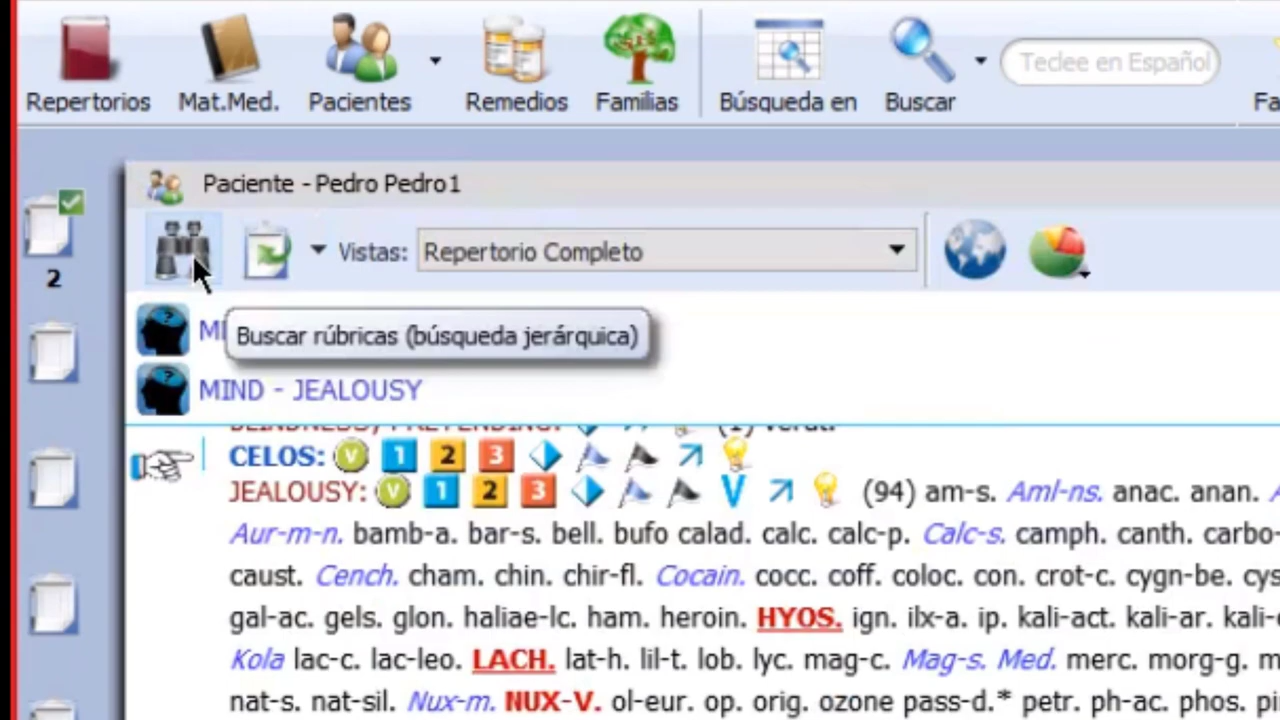 Repertorios Mat.Med. Pacientes Remedios Familias Búsqueda en Buscar Teclee en Español
Paciente - Pedro Pedro1
2
Vistas: Repertorio Completo
Buscar rúbricas (búsqueda jerárquica)
MIND - JEALOUSY
(1) verat.
CELOS: V 1 2 3
JEALOUSY: V 1 2 3 V (94) am-s. Aml-ns. anac. anan.
Aur-m-n. bamb-a. bar-s. bell. bufo calad. calc. calc-p. Calc-s. camph. canth. carbo-
caust. Cench. cham. chin. chir-fl. Cocain. cocc. coff. coloc. con. crot-c. cygn-be. cys
gal-ac. gels. glon. haliae-lc. ham. heroin. HYOS. ign. ilx-a. ip. kali-act. kali-ar. kali-
Kola lac-c. lac-leo. LACH. lat-h. lil-t. lob. lyc. mag-c. Mag-s. Med. merc. morg-g. m
nat-s. nat-sil. Nux-m. NUX-V. ol-eur. op. orig. ozone pass-d.* petr. ph-ac. phos.